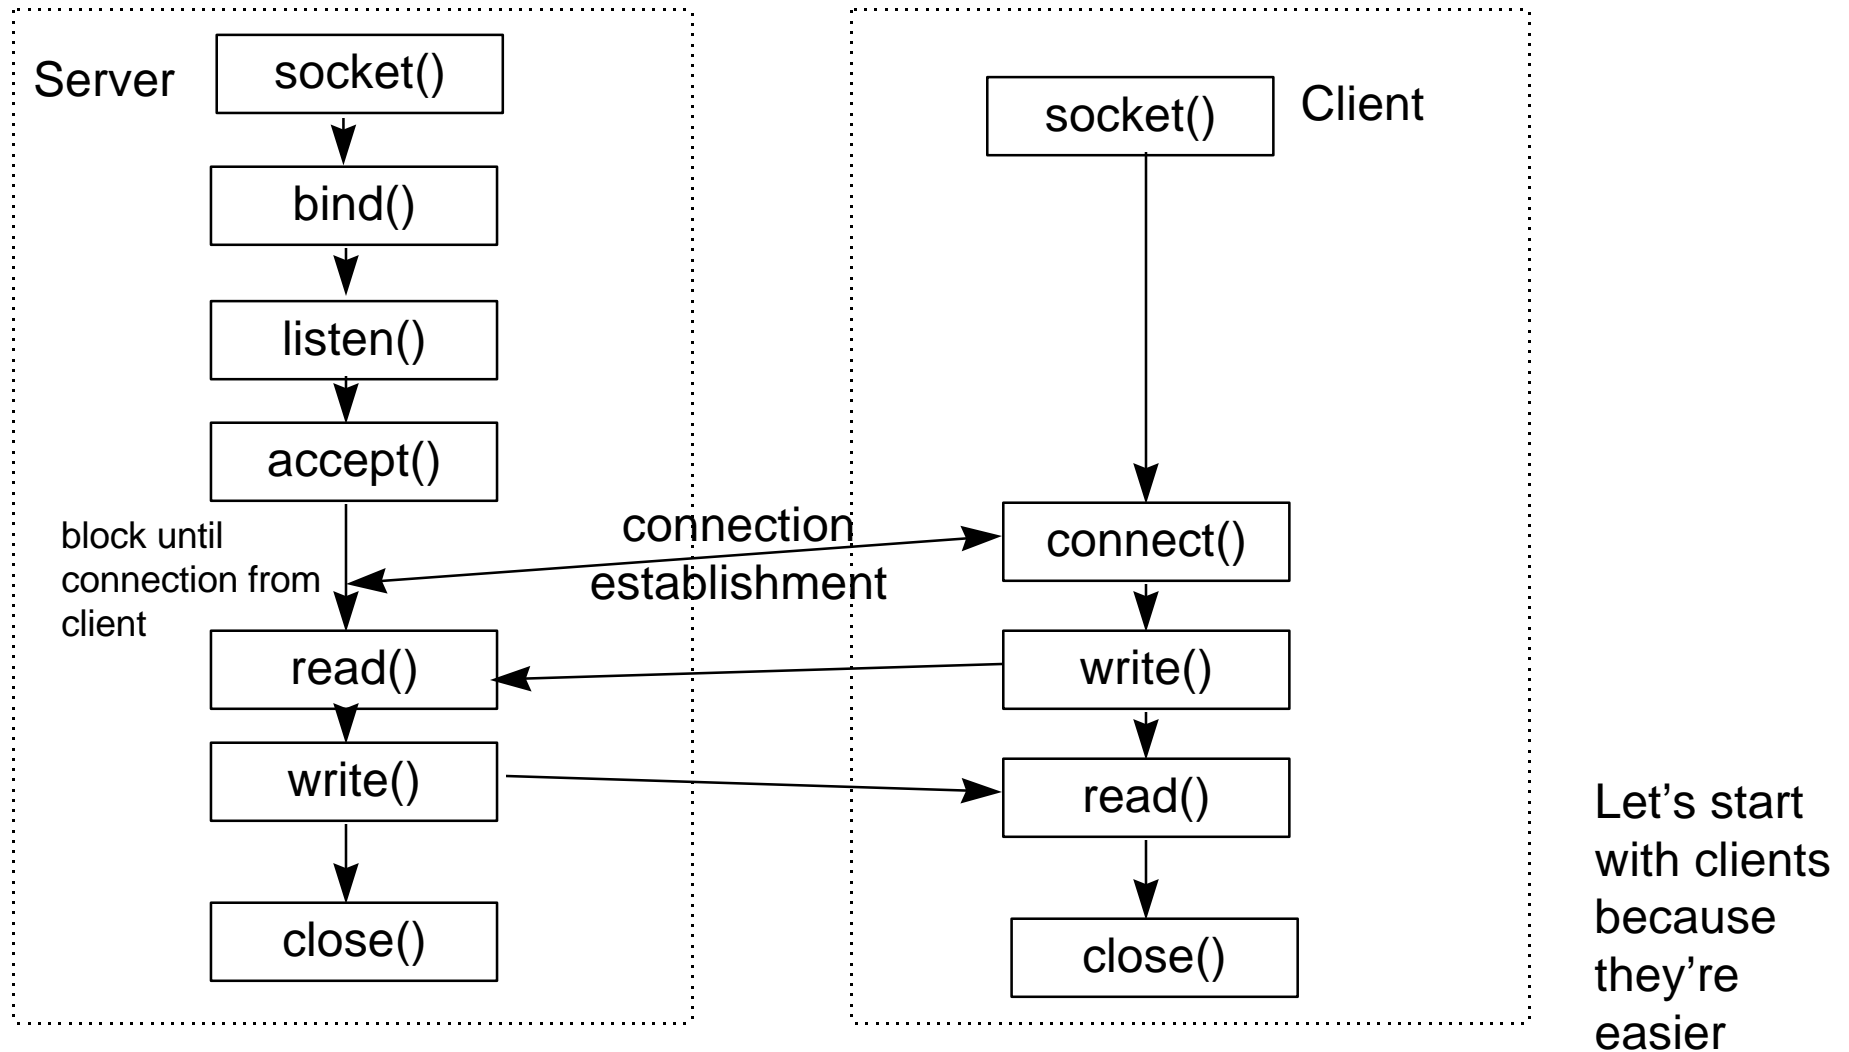 Server
socket()
bind()
listen()
accept()
block until
connection from
client
read()
write()
close()
connection
establishment
Client
socket()
connect()
write()
read()
close()
Let’s start
with clients
because
they’re
easier